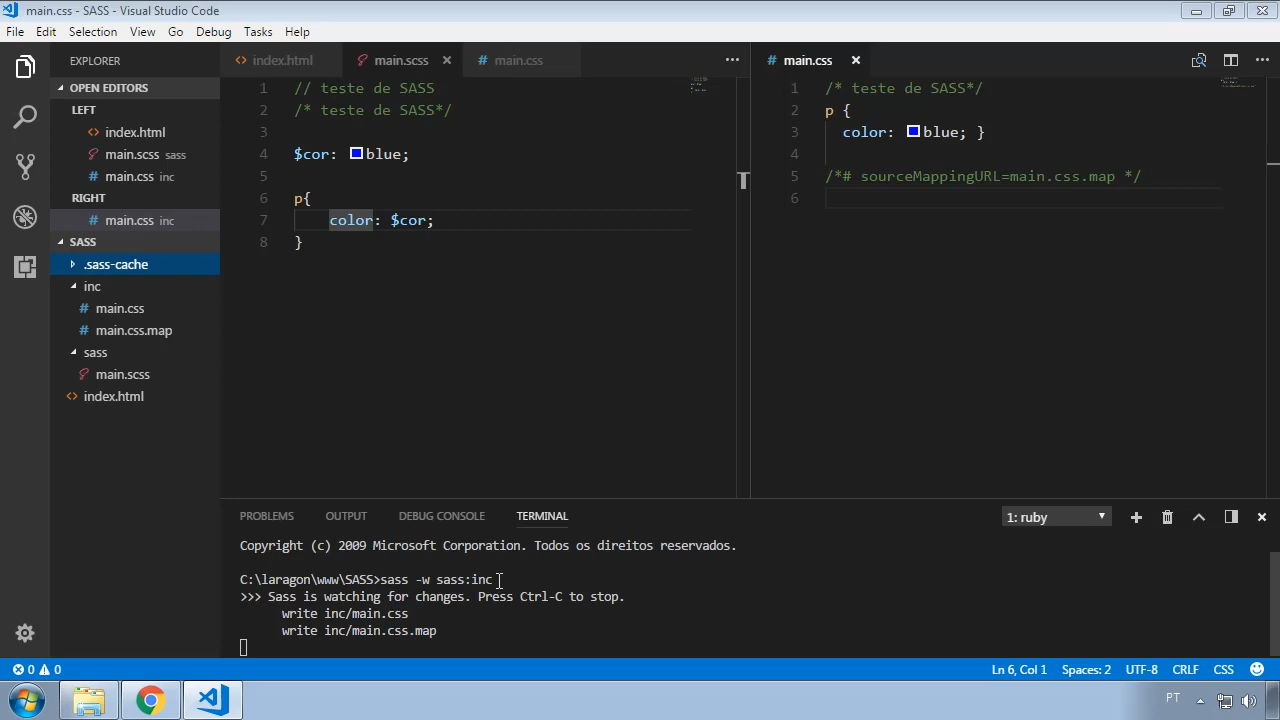 main.css - SASS - Visual Studio Code
File Edit Selection View Go Debug Tasks Help
EXPLORER
OPEN EDITORS
LEFT
index.html
main.scss sass
main.css inc
RIGHT
main.css inc
SASS
.sass-cache
inc
main.css
main.css.map
sass
main.scss
index.html
index.html main.scss main.css
1 // teste de SASS
2 /* teste de SASS*/
3
4 $cor: blue;
5
6 p{
7 color: $cor;
8 }
main.css
1 /* teste de SASS*/
2 p {
3 color: blue; }
4
5 /*# sourceMappingURL=main.css.map */
6
PROBLEMS OUTPUT DEBUG CONSOLE TERMINAL 1: ruby
Copyright (c) 2009 Microsoft Corporation. Todos os direitos reservados.
C:\laragon\www\SASS>sass -w sass:inc
>>> Sass is watching for changes. Press Ctrl-C to stop.
write inc/main.css
write inc/main.css.map
0 0 Ln 6, Col 1 Spaces: 2 UTF-8 CRLF CSS
PT